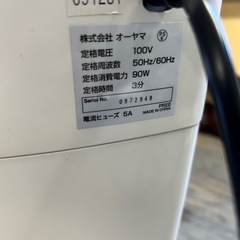 株式会社 オーヤマ
定格電圧 100V
定格周波数 50Hz/60Hz
定格消費電力 90W
定格時間 3分
Serial No. 0972948
電流ヒューズ 5A
MADE IN CHINA